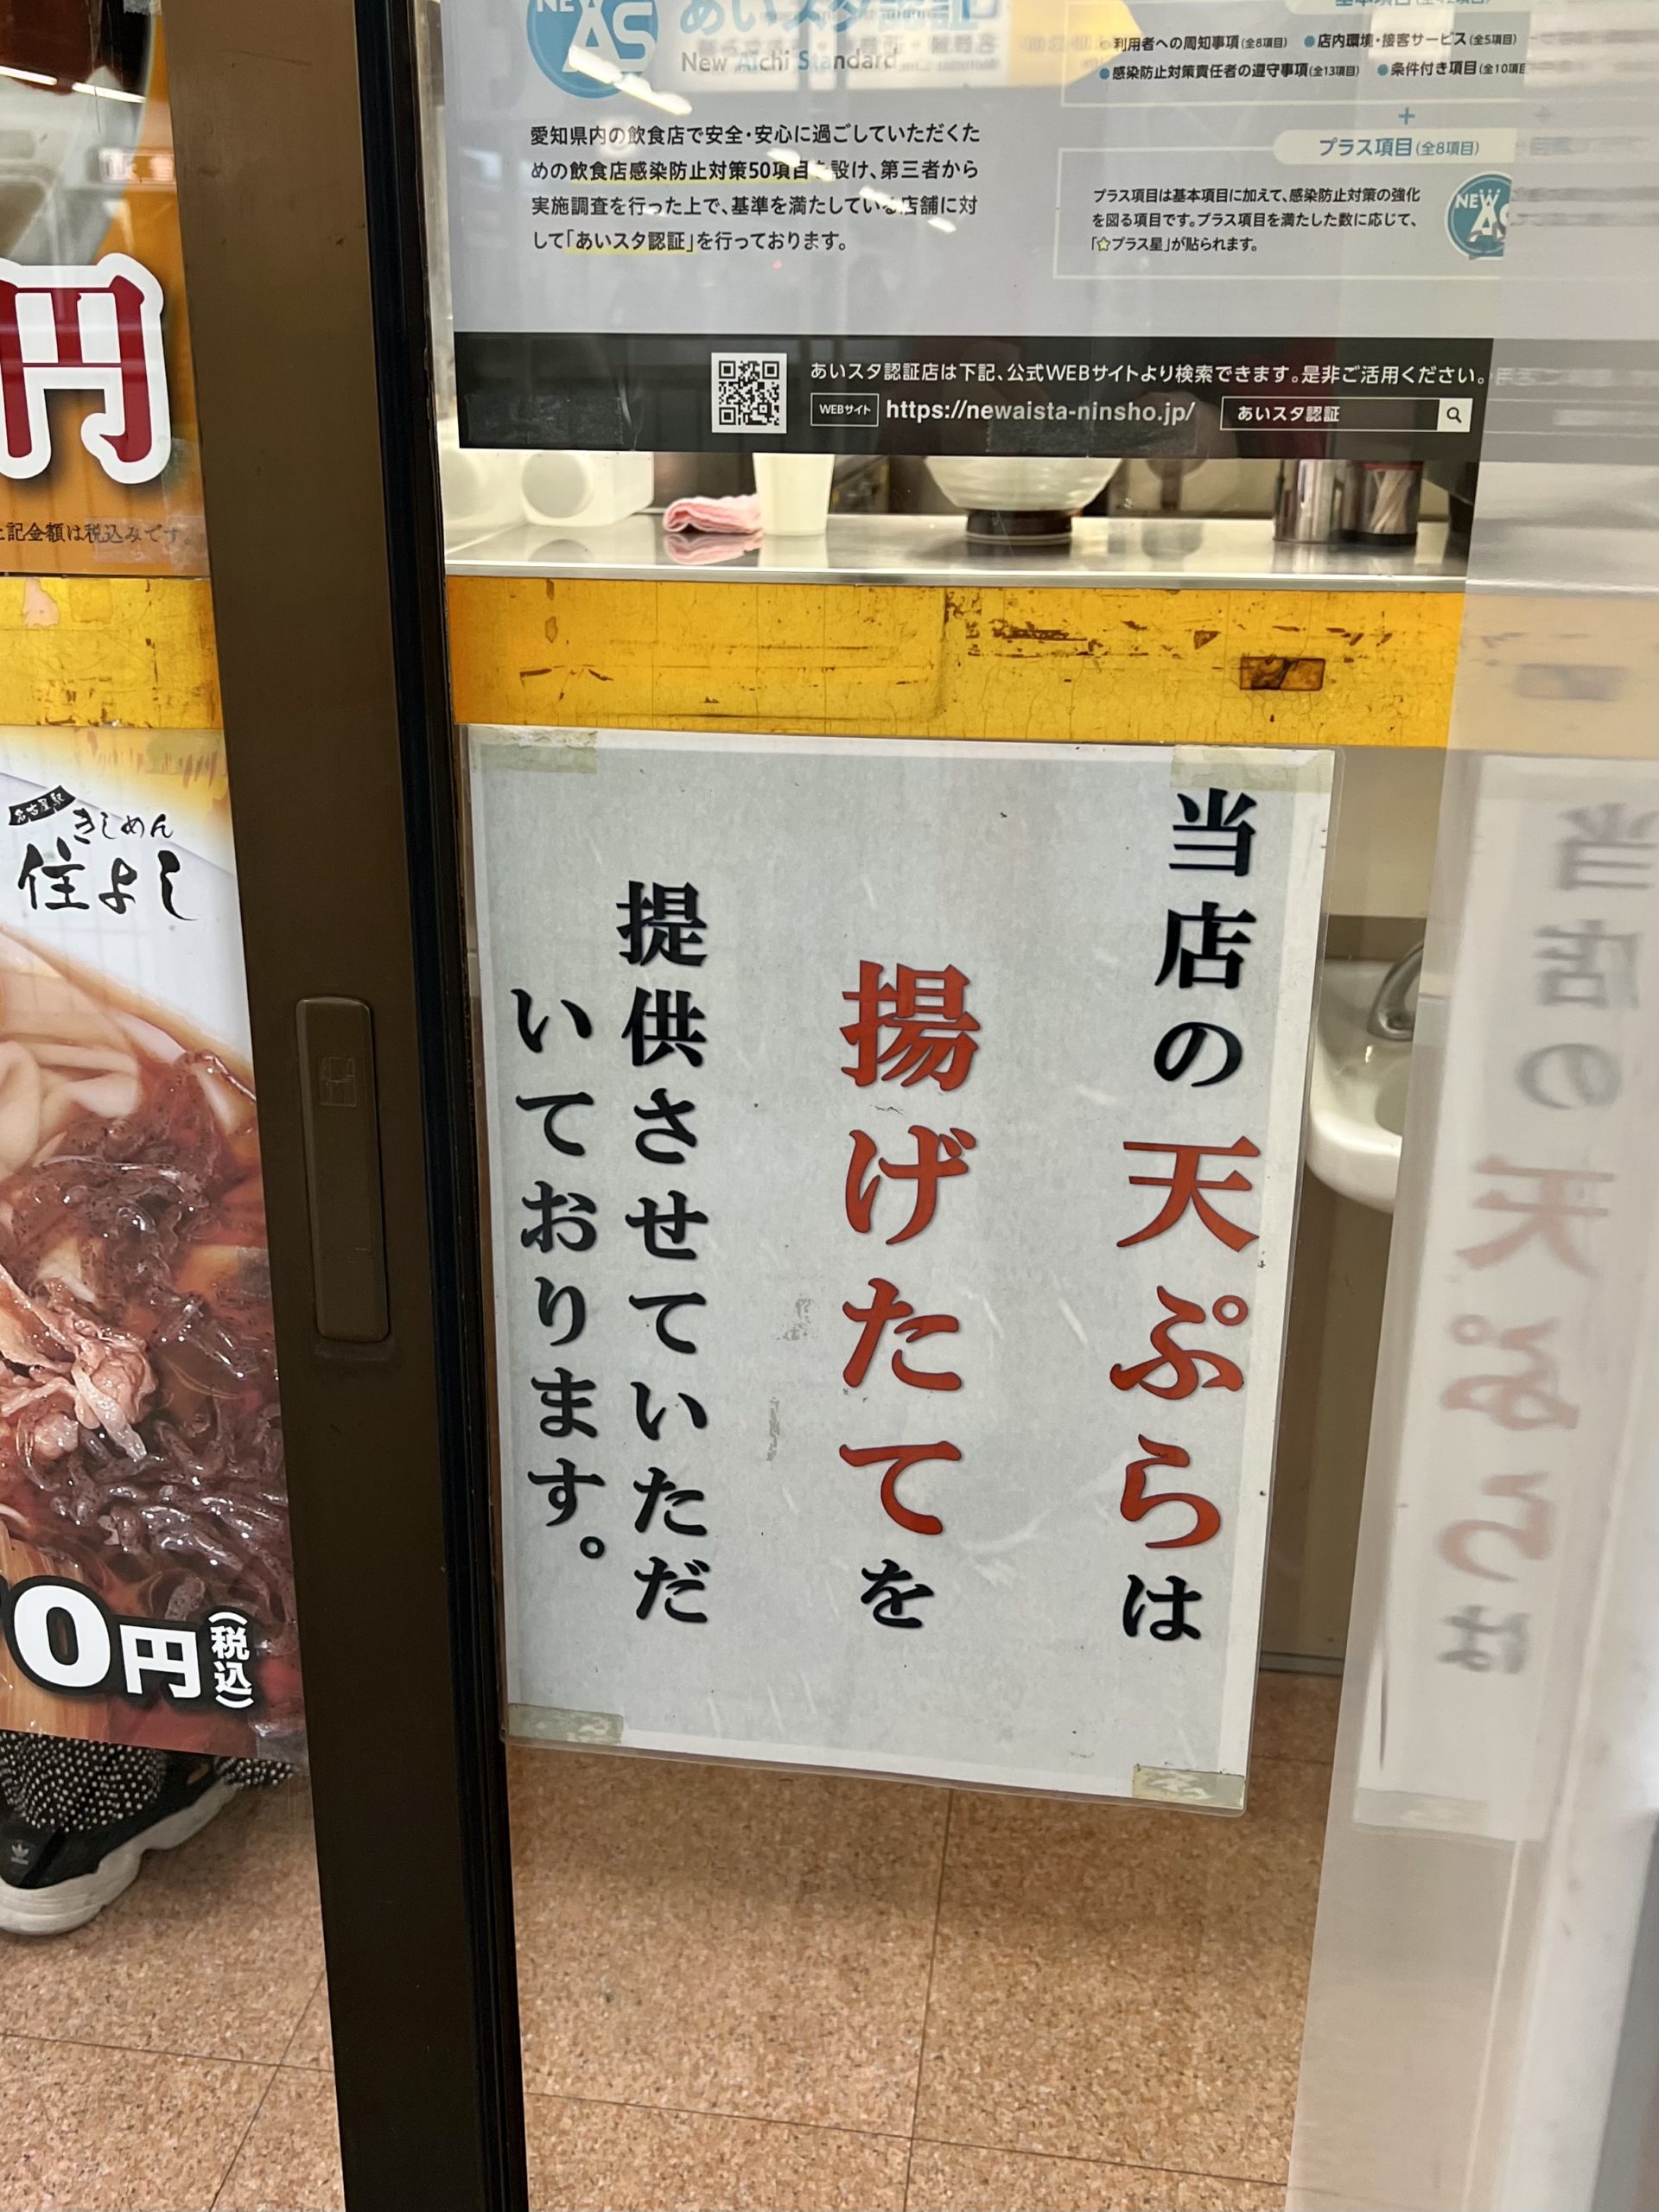 NEW
AS
あいスタ認証
New Aichi Standard
愛知県内の飲食店で安全・安心に過ごしていただくた
めの飲食店感染防止対策50項目を設け、第三者から
実施調査を行った上で、基準を満たしている店舗に対
して「あいスタ認証」を行っております。
基本項目(全42項目)
●利用者への周知事項(全8項目) ●店内環境・接客サービス(全5項目)
●感染防止対策責任者の遵守事項(全13項目) ●条件付き項目(全10項目
+
プラス項目(全8項目)
プラス項目は基本項目に加えて、感染防止対策の強化
を図る項目です。プラス項目を満たした数に応じて、
「☆プラス星」が貼られます。
NEW
あいスタ認証店は下記、公式WEBサイトより検索できます。是非ご活用ください。
WEBサイト https://newaista-ninsho.jp/ あいスタ認証
円
記金額は税込みです。
名古屋駅
きしめん
住よし
0円(税込)
当店の天ぷらは
揚げたてを
提供させていただ
いております。